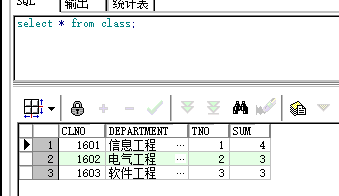 SQL 输出 统计表
select * from class;
CLNO DEPARTMENT TNO SUM
1 1601 信息工程 ... 1 4
2 1602 电气工程 ... 2 3
3 1603 软件工程 ... 3 3